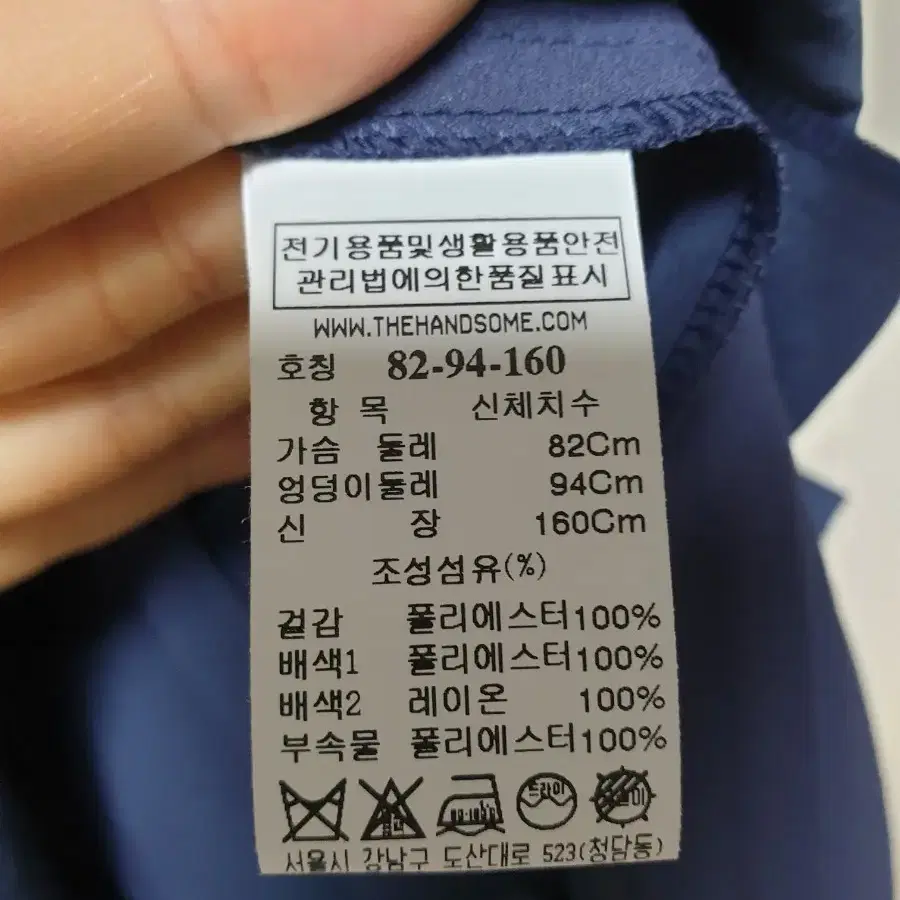 전기용품및생활용품안전
관리법에의한품질표시
WWW.THEHANDSOME.COM
호칭 82-94-160
항 목 신체치수
가슴 둘레 82Cm
엉덩이둘레 94Cm
신 장 160Cm
조성섬유(%)
겉감 폴리에스터100%
배색1 폴리에스터100%
배색2 레이온 100%
부속물 폴리에스터100%
드라이
서울시 강남구 도산대로 523(청담동)